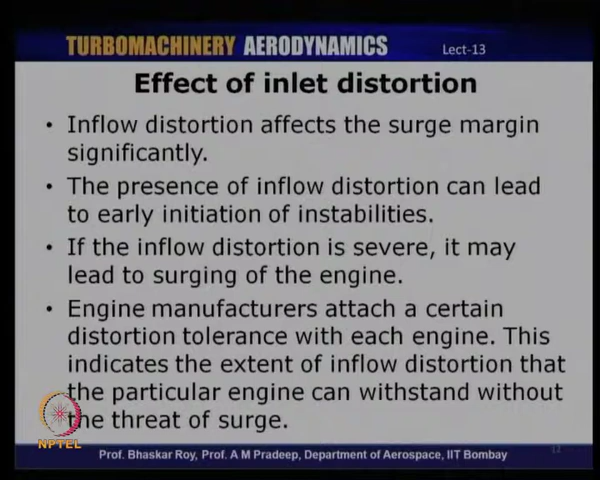 TURBOMACHINERY AERODYNAMICS Lect-13
Effect of inlet distortion
• Inflow distortion affects the surge margin
significantly.
• The presence of inflow distortion can lead
to early initiation of instabilities.
• If the inflow distortion is severe, it may
lead to surging of the engine.
• Engine manufacturers attach a certain
distortion tolerance with each engine. This
indicates the extent of inflow distortion that
the particular engine can withstand without
the threat of surge.
NPTEL
Prof. Bhaskar Roy, Prof. A M Pradeep, Department of Aerospace, IIT Bombay
12